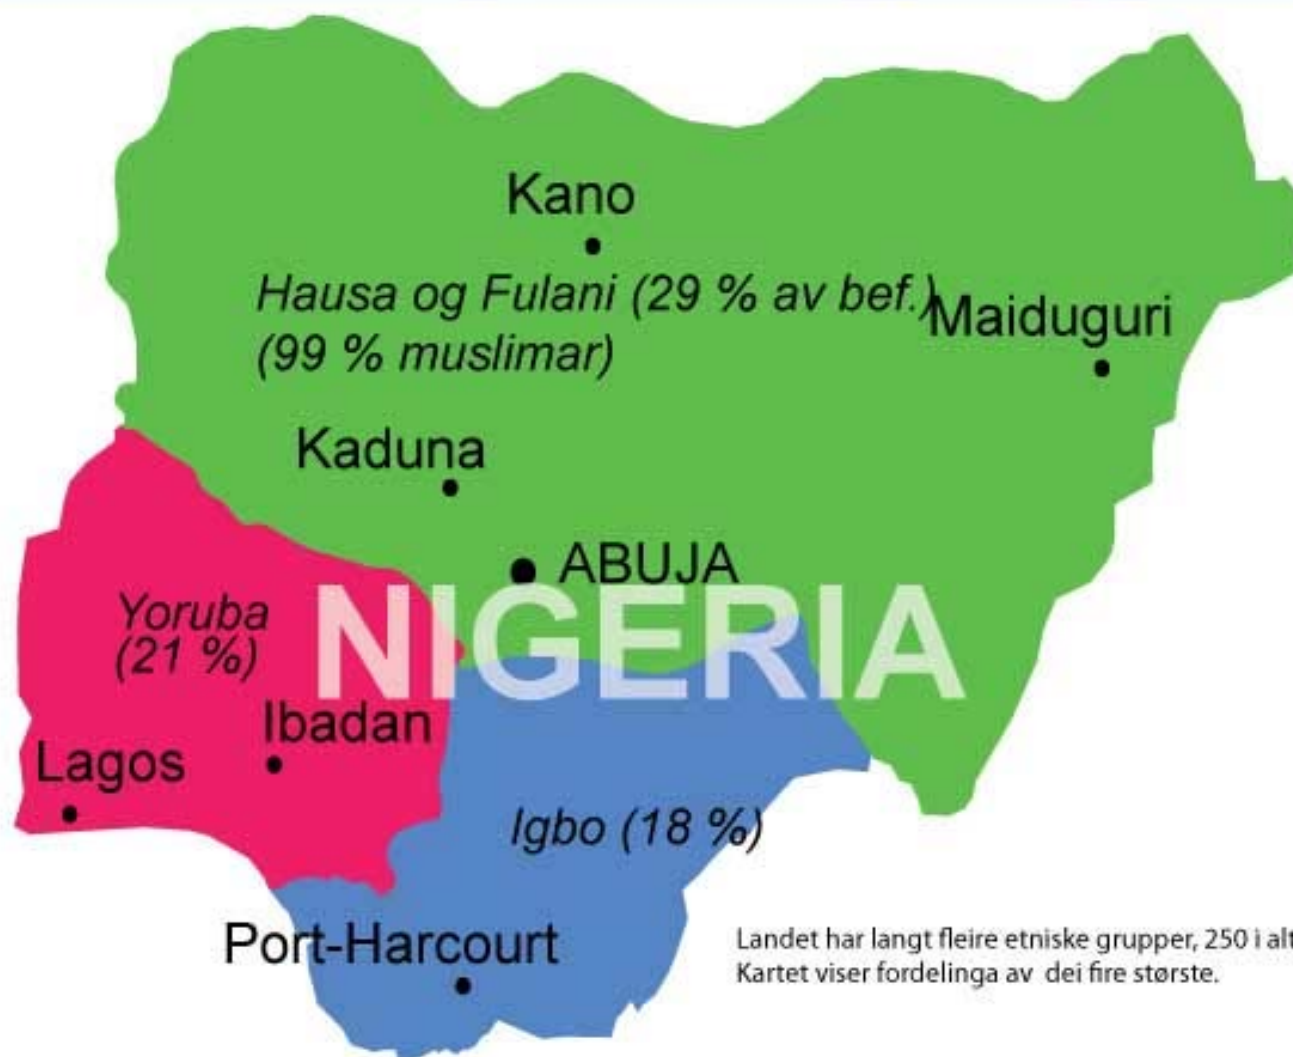 Kano
Hausa og Fulani (29 % av bef.)
(99 % muslimar)
Maiduguri
Kaduna
ABUJA
NIGERIA
Yoruba
(21 %)
Ibadan
Lagos
Igbo (18 %)
Port-Harcourt
Landet har langt fleire etniske grupper, 250 i alt
Kartet viser fordelinga av dei fire største.